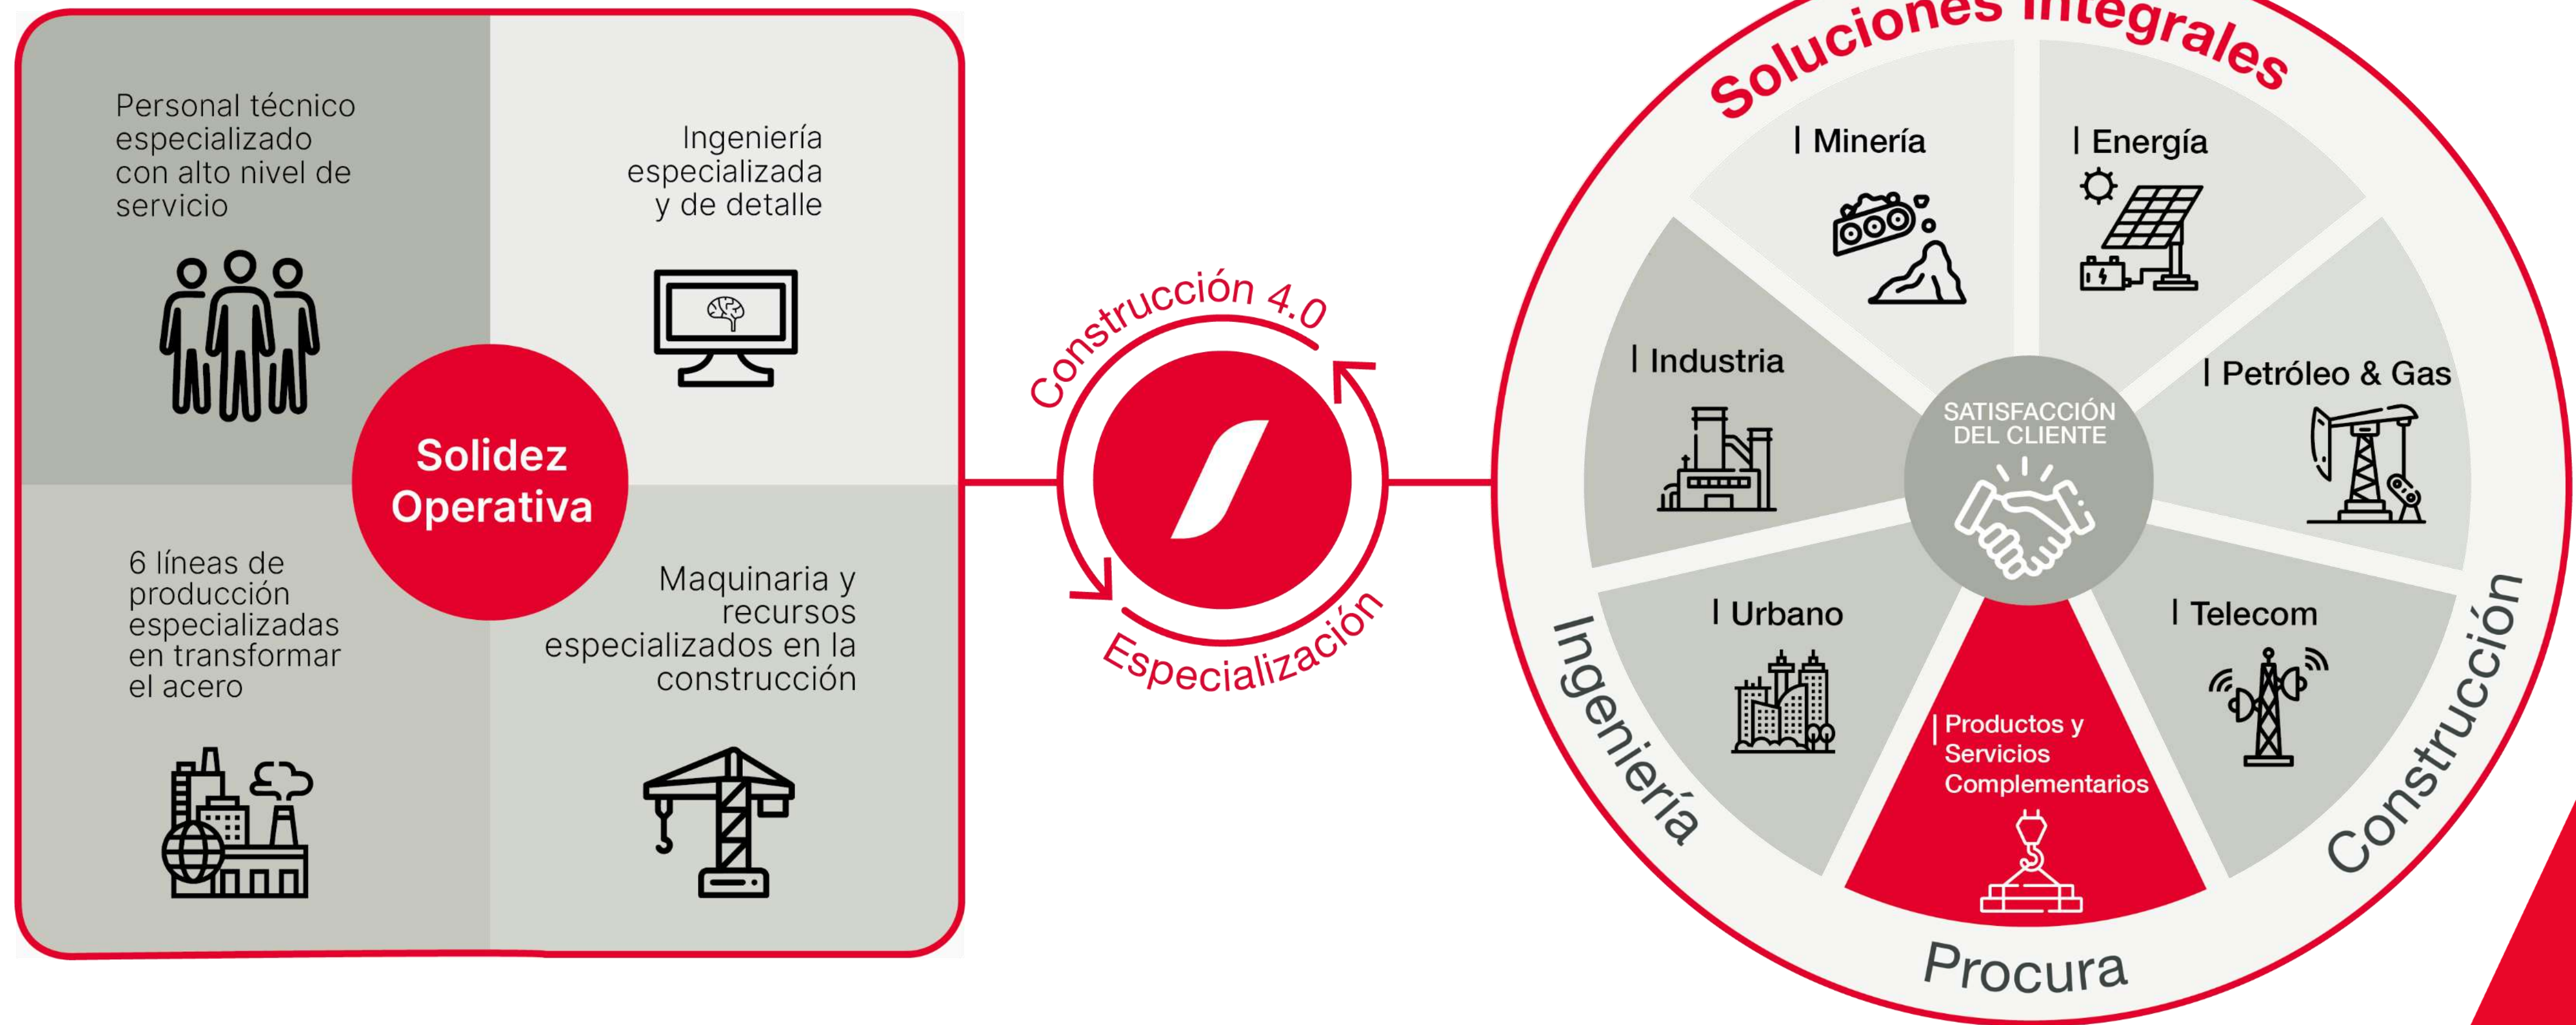 Personal técnico
especializado
con alto nivel de
servicio
Ingeniería
especializada
y de detalle
Solidez
Operativa
6 líneas de
producción
especializadas
en transformar
el acero
Maquinaria y
recursos
especializados en la
construcción
Construcción 4.0
Especialización
Soluciones Integrales
Minería
Energía
Industria
Petróleo & Gas
SATISFACCIÓN
DEL CLIENTE
Urbano
Telecom
Productos y
Servicios
Complementarios
Ingeniería
Procura
Construcción